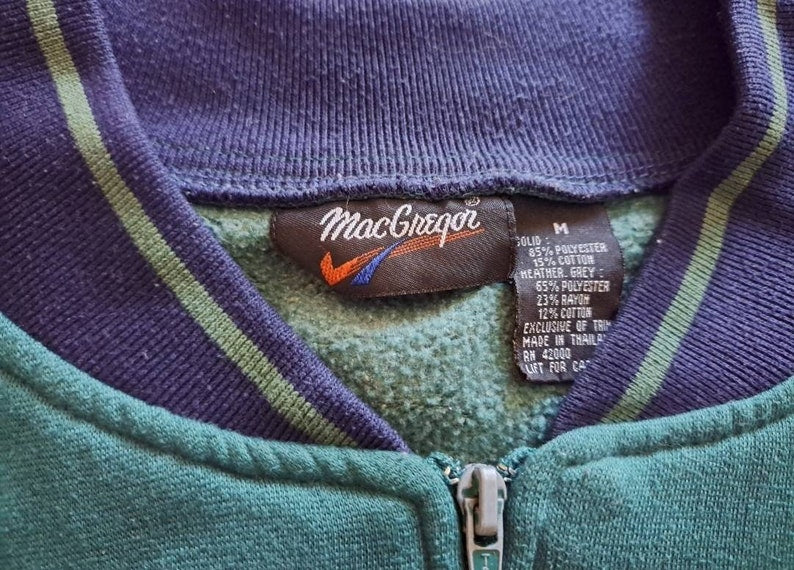 MacGregor®
M
SOLID :
85% POLYESTER
15% COTTON
HEATHER. GREY :
65% POLYESTER
23% RAYON
12% COTTON
EXCLUSIVE OF TRIM
MADE IN THAILA
RN 42000
LIFT FOR CA